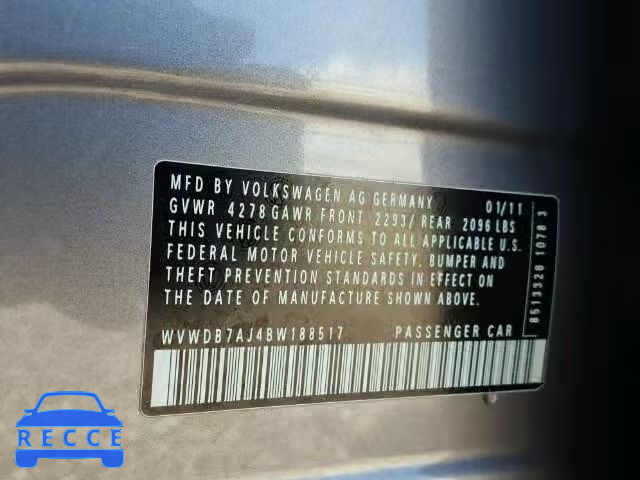 MFD BY VOLKSWAGEN AG GERMANY 01/11
GVWR 4278 GAWR FRONT 2293/ REAR 2096 LBS
THIS VEHICLE CONFORMS TO ALL APPLICABLE U.S.
FEDERAL MOTOR VEHICLE SAFETY, BUMPER AND
THEFT PREVENTION STANDARDS IN EFFECT ON
THE DATE OF MANUFACTURE SHOWN ABOVE.
WVWDB7AJ4BW188517 PASSENGER CAR
8513328 1078 3
RECCE